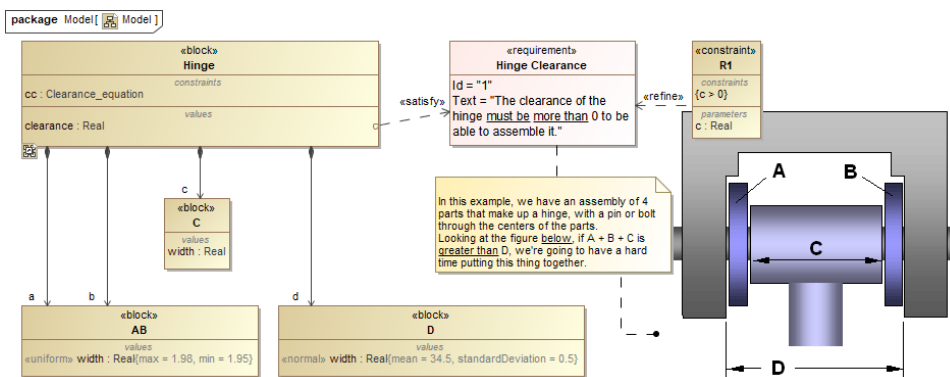 package Model[ Model ]
«block»
Hinge
constraints
cc : Clearance_equation
values
clearance : Real
c
«satisfy»
«requirement»
Hinge Clearance
Id = "1"
Text = "The clearance of the
hinge must be more than 0 to be
able to assemble it."
«refine»
«constraint»
R1
constraints
{c > 0}
parameters
c : Real
c
«block»
C
values
width : Real
In this example, we have an assembly of 4
parts that make up a hinge, with a pin or bolt
through the centers of the parts.
Looking at the figure below, if A + B + C is
greater than D, we're going to have a hard
time putting this thing together.
A
B
C
D
a
b
d
«block»
AB
values
«uniform» width : Real{max = 1.98, min = 1.95}
«block»
D
values
«normal» width : Real{mean = 34.5, standardDeviation = 0.5}